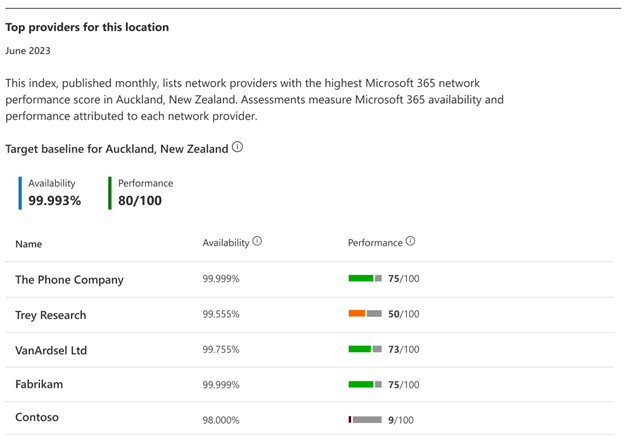 Top providers for this location
June 2023
This index, published monthly, lists network providers with the highest Microsoft 365 network
performance score in Auckland, New Zealand. Assessments measure Microsoft 365 availability and
performance attributed to each network provider.
Target baseline for Auckland, New Zealand
Availability Performance
99.993% 80/100
Name Availability Performance
The Phone Company 99.999% 75/100
Trey Research 99.555% 50/100
VanArdsel Ltd 99.755% 73/100
Fabrikam 99.999% 75/100
Contoso 98.000% 9/100